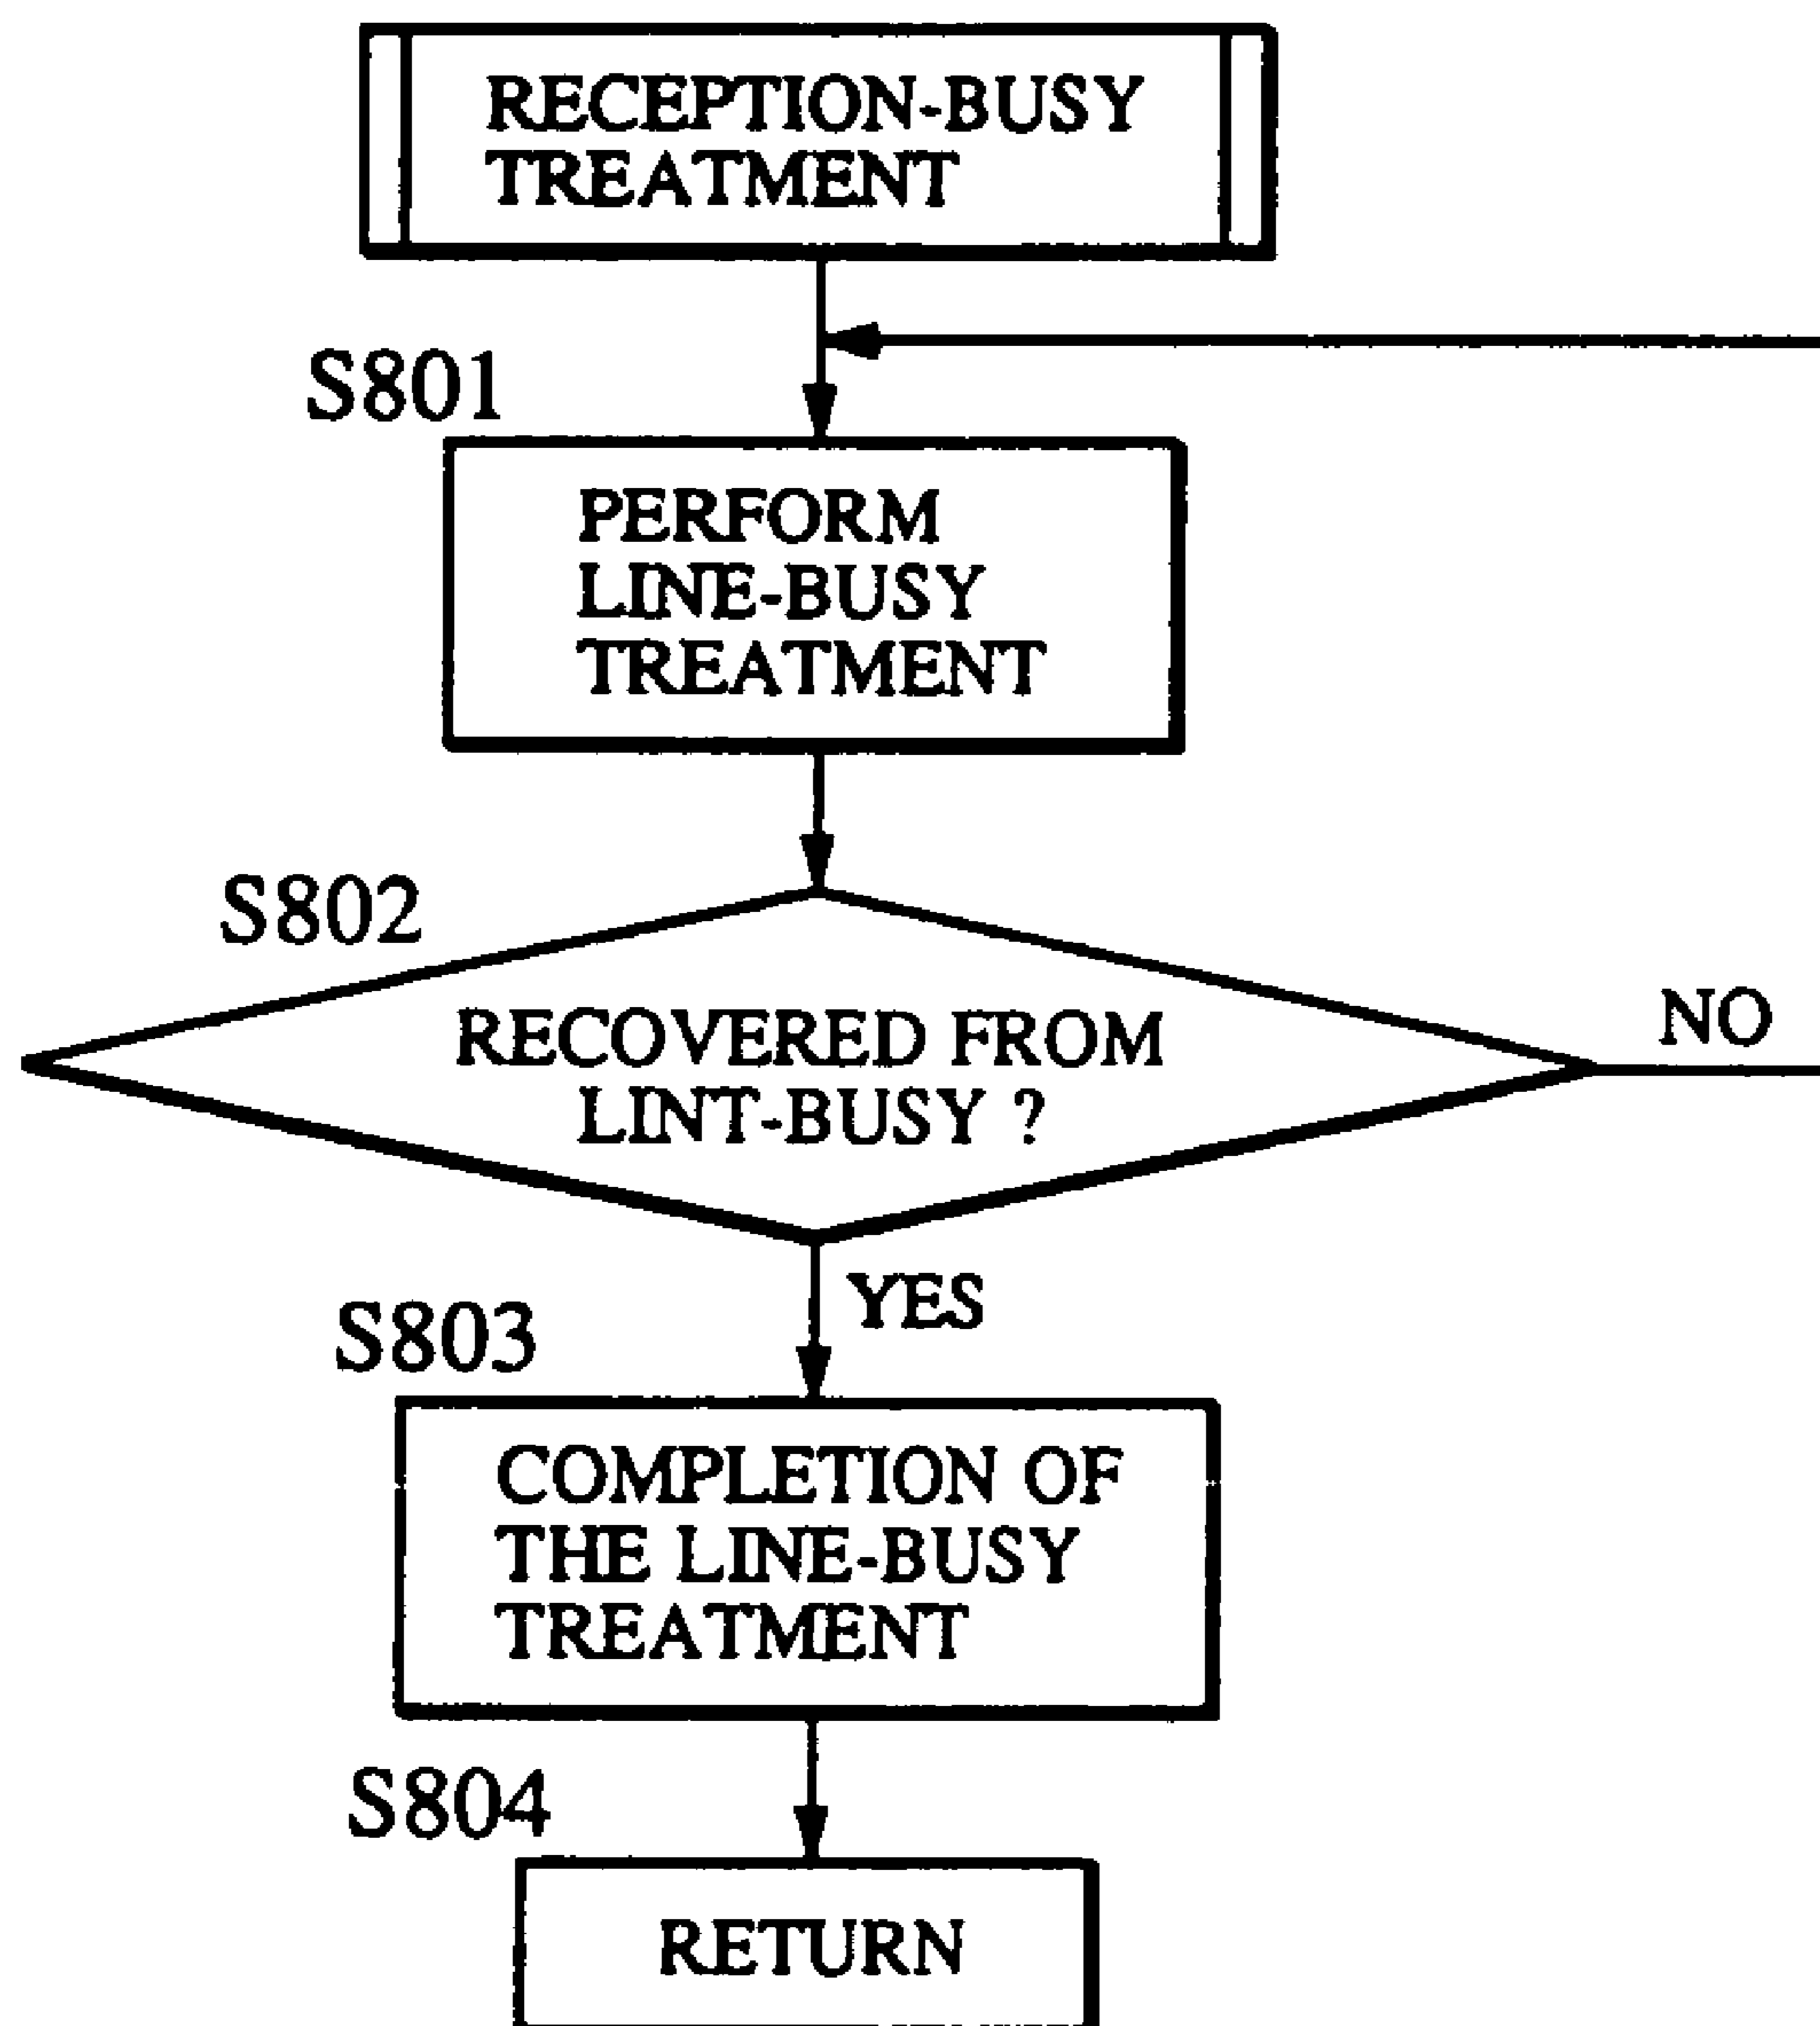 RECEPTION-BUSY
TREATMENT
S801
PERFORM
LINE-BUSY
TREATMENT
S802
RECOVERED FROM
LINT-BUSY ?
NO
YES
S803
COMPLETION OF
THE LINE-BUSY
TREATMENT
S804
RETURN